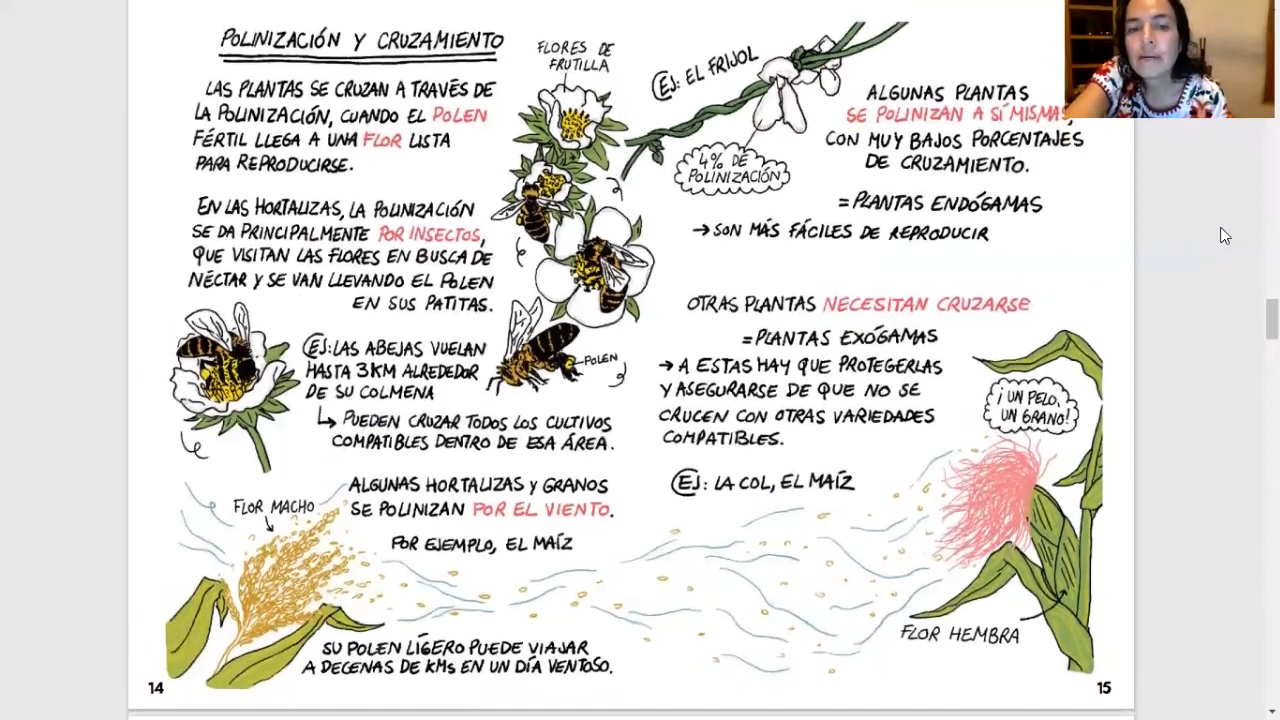 POLINIZACIÓN Y CRUZAMIENTO
LAS PLANTAS SE CRUZAN A TRAVÉS DE
LA POLINIZACIÓN, CUANDO EL POLEN
FÉRTIL LLEGA A UNA FLOR LISTA
PARA REPRODUCIRSE.
EN LAS HORTALIZAS, LA POLINIZACIÓN
SE DA PRINCIPALMENTE POR INSECTOS,
QUE VISITAN LAS FLORES EN BUSCA DE
NÉCTAR Y SE VAN LLEVANDO EL POLEN
EN SUS PATITAS.
FLORES DE
FRUTILLA
EJ: LAS ABEJAS VUELAN
HASTA 3KM ALREDEDOR
DE SU COLMENA
↳ PUEDEN CRUZAR TODOS LOS CULTIVOS
COMPATIBLES DENTRO DE ESA ÁREA.
POLEN
ALGUNAS HORTALIZAS Y GRANOS
SE POLINIZAN POR EL VIENTO.
POR EJEMPLO, EL MAÍZ
FLOR MACHO
SU POLEN LÍGERO PUEDE VIAJAR
A DECENAS DE KMS EN UN DÍA VENTOSO.
14
EJ: EL FRIJOL
4% DE
POLINIZACIÓN
ALGUNAS PLANTAS
SE POLINIZAN A SÍ MISMAS,
CON MUY BAJOS PORCENTAJES
DE CRUZAMIENTO.
= PLANTAS ENDÓGAMAS
→ SON MÁS FÁCILES DE REPRODUCIR
OTRAS PLANTAS NECESITAN CRUZARSE
= PLANTAS EXÓGAMAS
→ A ESTAS HAY QUE PROTEGERLAS
Y ASEGURARSE DE QUE NO SE
CRUCEN CON OTRAS VARIEDADES
COMPATIBLES.
EJ: LA COL, EL MAÍZ
¡UN PELO,
UN GRANO!
FLOR HEMBRA
15